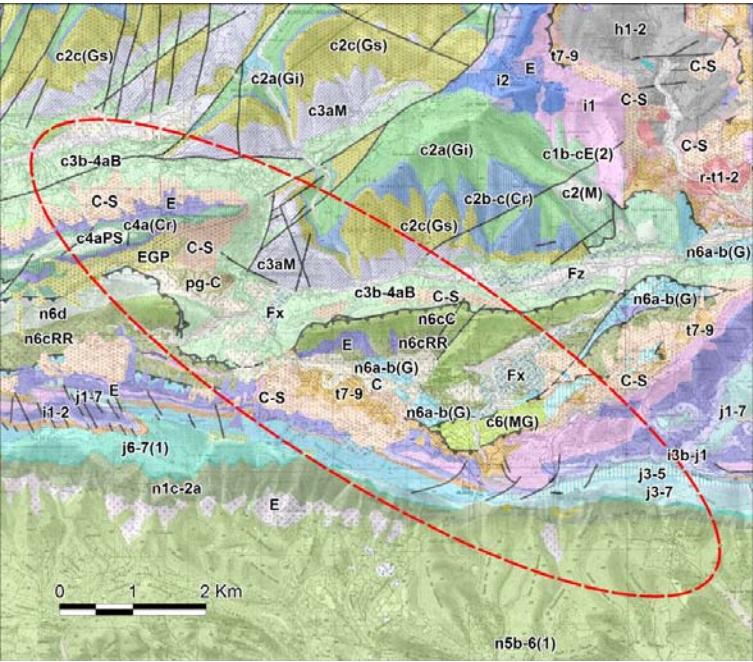 h1-2
c2c(Gs)
t7-9
E
C-S
c2a(Gi)
c2c(Gs)
i2
i1
C-S
c3aM
c3b-4aB
c2a(Gi)
c1b-cE(2)
C-S
r-t1-2
C-S
E
c4a(Cr)
c2b-c(Cr)
c2(M)
c4aPS
C-S
c2c(Gs)
EGP
c3aM
n6a-b(G)
pg-C
Fz
c3b-4aB
C-S
n6a-b(G)
n6d
Fx
n6cC
t7-9
n6cRR
E
n6cRR
n6a-b(G)
Fx
C-S
C
j1-7
E
C-S
t7-9
i1-2
n6a-b(G)
c6(MG)
j1-7
j6-7(1)
i3b-j1
j3-5
n1c-2a
j3-7
E
0 1 2 Km
n5b-6(1)